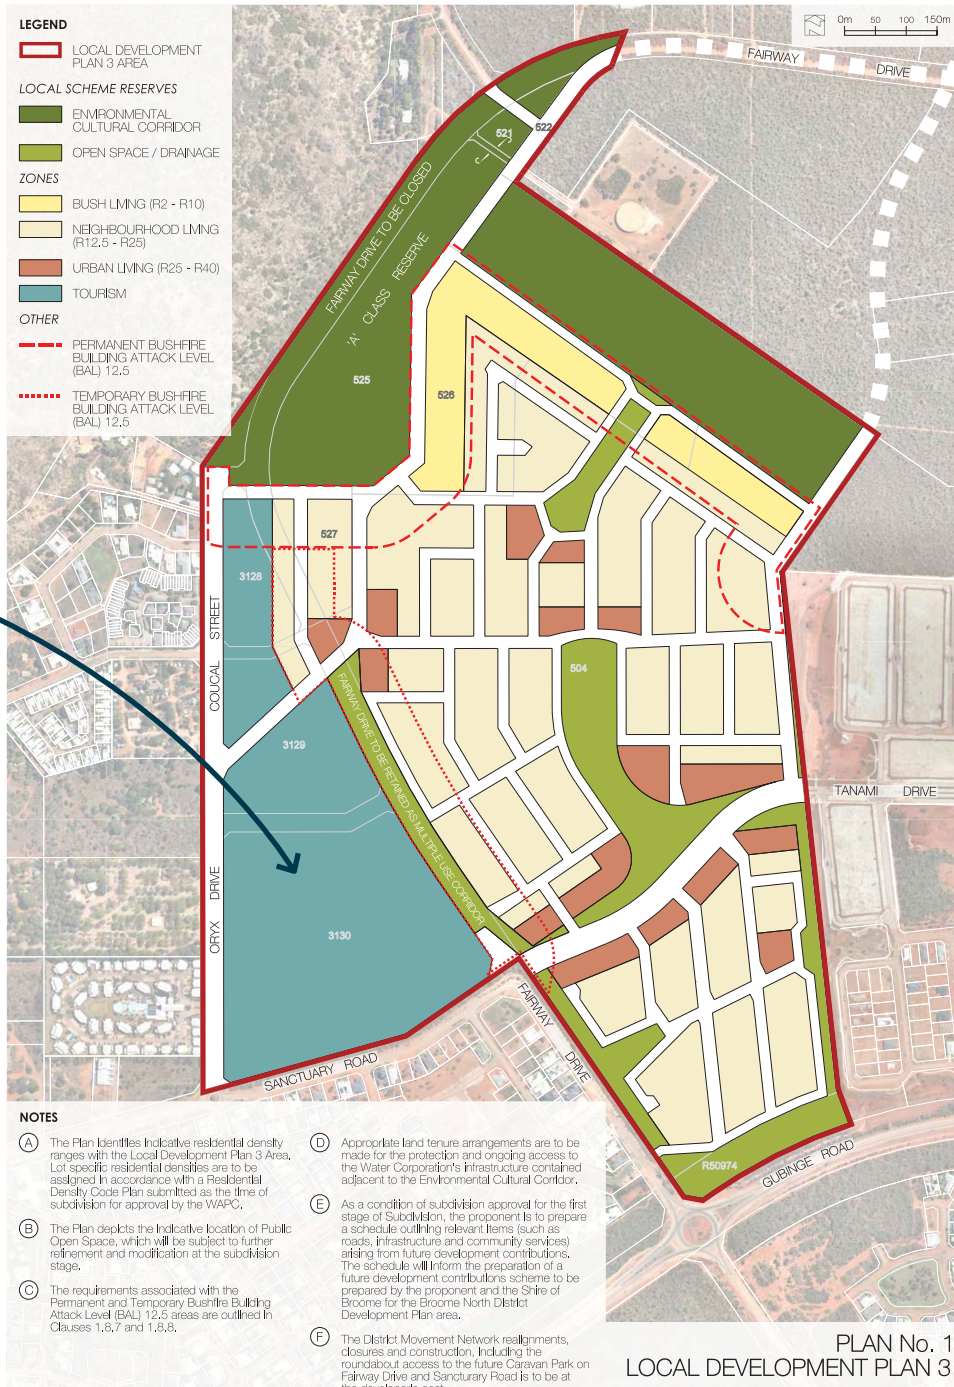 LEGEND
LOCAL DEVELOPMENT
PLAN 3 AREA
LOCAL SCHEME RESERVES
ENVIRONMENTAL
CULTURAL CORRIDOR
OPEN SPACE / DRAINAGE
ZONES
BUSH LIVING (R2 - R10)
NEIGHBOURHOOD LIVING
(R12.5 - R25)
URBAN LIVING (R25 - R40)
TOURISM
OTHER
PERMANENT BUSHFIRE
BUILDING ATTACK LEVEL
(BAL) 12.5
TEMPORARY BUSHFIRE
BUILDING ATTACK LEVEL
(BAL) 12.5
0m 50 100 150m
FAIRWAY DRIVE
521
522
FAIRWAY DRIVE TO BE CLOSED
'A' CLASS RESERVE
525
526
527
3128
COUCAL STREET
504
3129
FAIRWAY DRIVE TO BE RETAINED AS MULTIPLE USE CORRIDOR
TANAMI DRIVE
ORYX DRIVE
3130
FAIRWAY DRIVE
SANCTUARY ROAD
R50974
GUBINGE ROAD
NOTES
A The Plan identifies indicative residential density
ranges with the Local Development Plan 3 Area.
Lot specific residential densities are to be
assigned in accordance with a Residential
Density Code Plan submitted as the time of
subdivision for approval by the WAPC.
B The Plan depicts the indicative location of Public
Open Space, which will be subject to further
refinement and modification at the subdivision
stage.
C The requirements associated with the
Permanent and Temporary Bushfire Building
Attack Level (BAL) 12.5 areas are outlined in
Clauses 1.8.7 and 1.8.8.
D Appropriate land tenure arrangements are to be
made for the protection and ongoing access to
the Water Corporation's infrastructure contained
adjacent to the Environmental Cultural Corridor.
E As a condition of subdivision approval for the first
stage of Subdivision, the proponent is to prepare
a schedule outlining relevant items (such as
roads, infrastructure and community services)
arising from future development contributions.
The schedule will inform the preparation of a
future development contributions scheme to be
prepared by the proponent and the Shire of
Broome for the Broome North District
Development Plan area.
F The District Movement Network realignments,
closures and construction, including the
roundabout access to the future Caravan Park on
Fairway Drive and Sancturary Road is to be at
the developer's cost
PLAN No. 1
LOCAL DEVELOPMENT PLAN 3